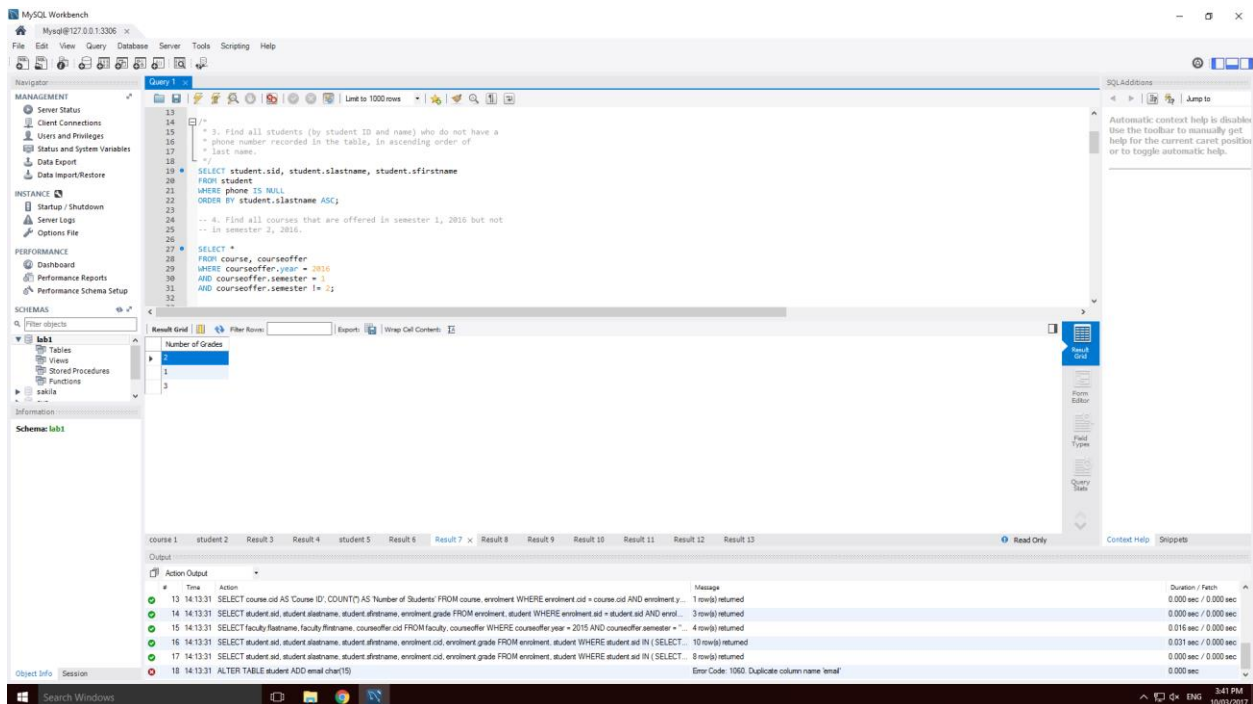 MySQL Workbench
Mysql@127.0.0.1:3306 ×
File Edit View Query Database Server Tools Scripting Help
Navigator
MANAGEMENT
Server Status
Client Connections
Users and Privileges
Status and System Variables
Data Export
Data Import/Restore
INSTANCE
Startup / Shutdown
Server Logs
Options File
PERFORMANCE
Dashboard
Performance Reports
Performance Schema Setup
SCHEMAS
Filter objects
lab1
Tables
Views
Stored Procedures
Functions
sakila
Information
Schema: lab1
Object Info Session
Query 1 ×
Limit to 1000 rows
13
14 /*
15 * 3. Find all students (by student ID and name) who do not have a
16 * phone number recorded in the table, in ascending order of
17 * last name.
18 */
19 SELECT student.sid, student.slastname, student.sfirstname
20 FROM student
21 WHERE phone IS NULL
22 ORDER BY student.slastname ASC;
23
24 -- 4. Find all courses that are offered in semester 1, 2016 but not
25 -- in semester 2, 2016.
26
27 SELECT *
28 FROM course, courseoffer
29 WHERE courseoffer.year = 2016
30 AND courseoffer.semester = 1
31 AND courseoffer.semester != 2;
32
Result Grid Filter Rows: Export: Wrap Cell Content:
Number of Grades
2
1
3
Result Grid
Form Editor
Field Types
Query Stats
course 1 student 2 Result 3 Result 4 student 5 Result 6 Result 7 × Result 8 Result 9 Result 10 Result 11 Result 12 Result 13
Read Only
SQLAdditions
Jump to
Automatic context help is disabled
Use the toolbar to manually get
help for the current caret position
or to toggle automatic help.
Context Help Snippets
Output
Action Output
# Time Action Message Duration / Fetch
13 14:13:31 SELECT course.cid AS 'Course ID', COUNT(*) AS 'Number of Students' FROM course, enrolment WHERE enrolment.cid = course.cid AND enrolment.y... 1 row(s) returned 0.000 sec / 0.000 sec
14 14:13:31 SELECT student.sid, student.slastname, student.sfirstname, enrolment.grade FROM enrolment, student WHERE enrolment.sid = student.sid AND enrol... 3 row(s) returned 0.000 sec / 0.000 sec
15 14:13:31 SELECT faculty.flastname, faculty.ffirstname, courseoffer.cid FROM faculty, courseoffer WHERE courseoffer.year = 2015 AND courseoffer.semester = "... 4 row(s) returned 0.016 sec / 0.000 sec
16 14:13:31 SELECT student.sid, student.slastname, student.sfirstname, enrolment.cid, enrolment.grade FROM enrolment, student WHERE student.sid IN ( SELECT... 10 row(s) returned 0.031 sec / 0.000 sec
17 14:13:31 SELECT student.sid, student.slastname, student.sfirstname, enrolment.cid, enrolment.grade FROM enrolment, student WHERE student.sid IN ( SELECT... 8 row(s) returned 0.000 sec / 0.000 sec
18 14:13:31 ALTER TABLE student ADD email char(15) Error Code: 1060. Duplicate column name 'email' 0.000 sec
Search Windows
ENG
3:41 PM
10/03/2017